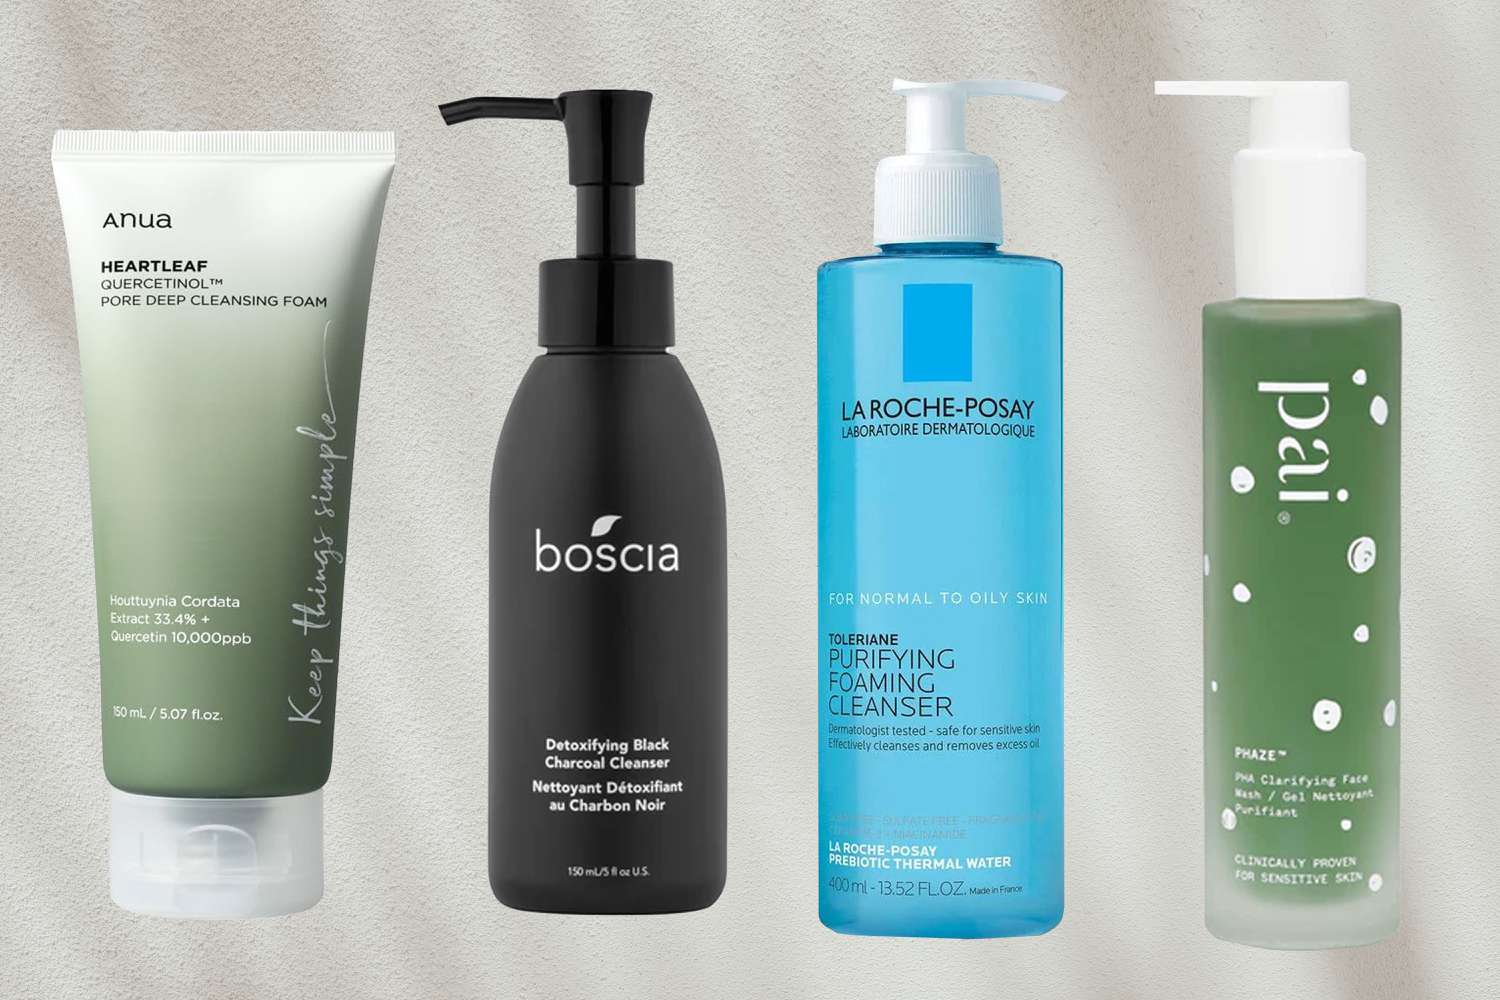 Anua
HEARTLEAF
QUERCETINOL™
PORE DEEP CLEANSING FOAM
Keep things simple
Houttuynia Cordata
Extract 33.4% +
Quercetin 10,000ppb
150 mL / 5.07 fl.oz.
boscia
Detoxifying Black
Charcoal Cleanser
Nettoyant Détoxifiant
au Charbon Noir
150 mL/5 fl oz U.S.
LA ROCHE-POSAY
LABORATOIRE DERMATOLOGIQUE
FOR NORMAL TO OILY SKIN
TOLERIANE
PURIFYING
FOAMING
CLEANSER
Dermatologist tested - safe for sensitive skin
Effectively cleanses and removes excess oil
SULFATE FREE -
+ NIACINAMIDE
LA ROCHE-POSAY
PREBIOTIC THERMAL WATER
400 ml - 13.52 FL.OZ. Made in France
pai®
PHAZE™
PHA Clarifying Face
Wash / Gel Nettoyant
Purifiant
CLINICALLY PROVEN
FOR SENSITIVE SKIN